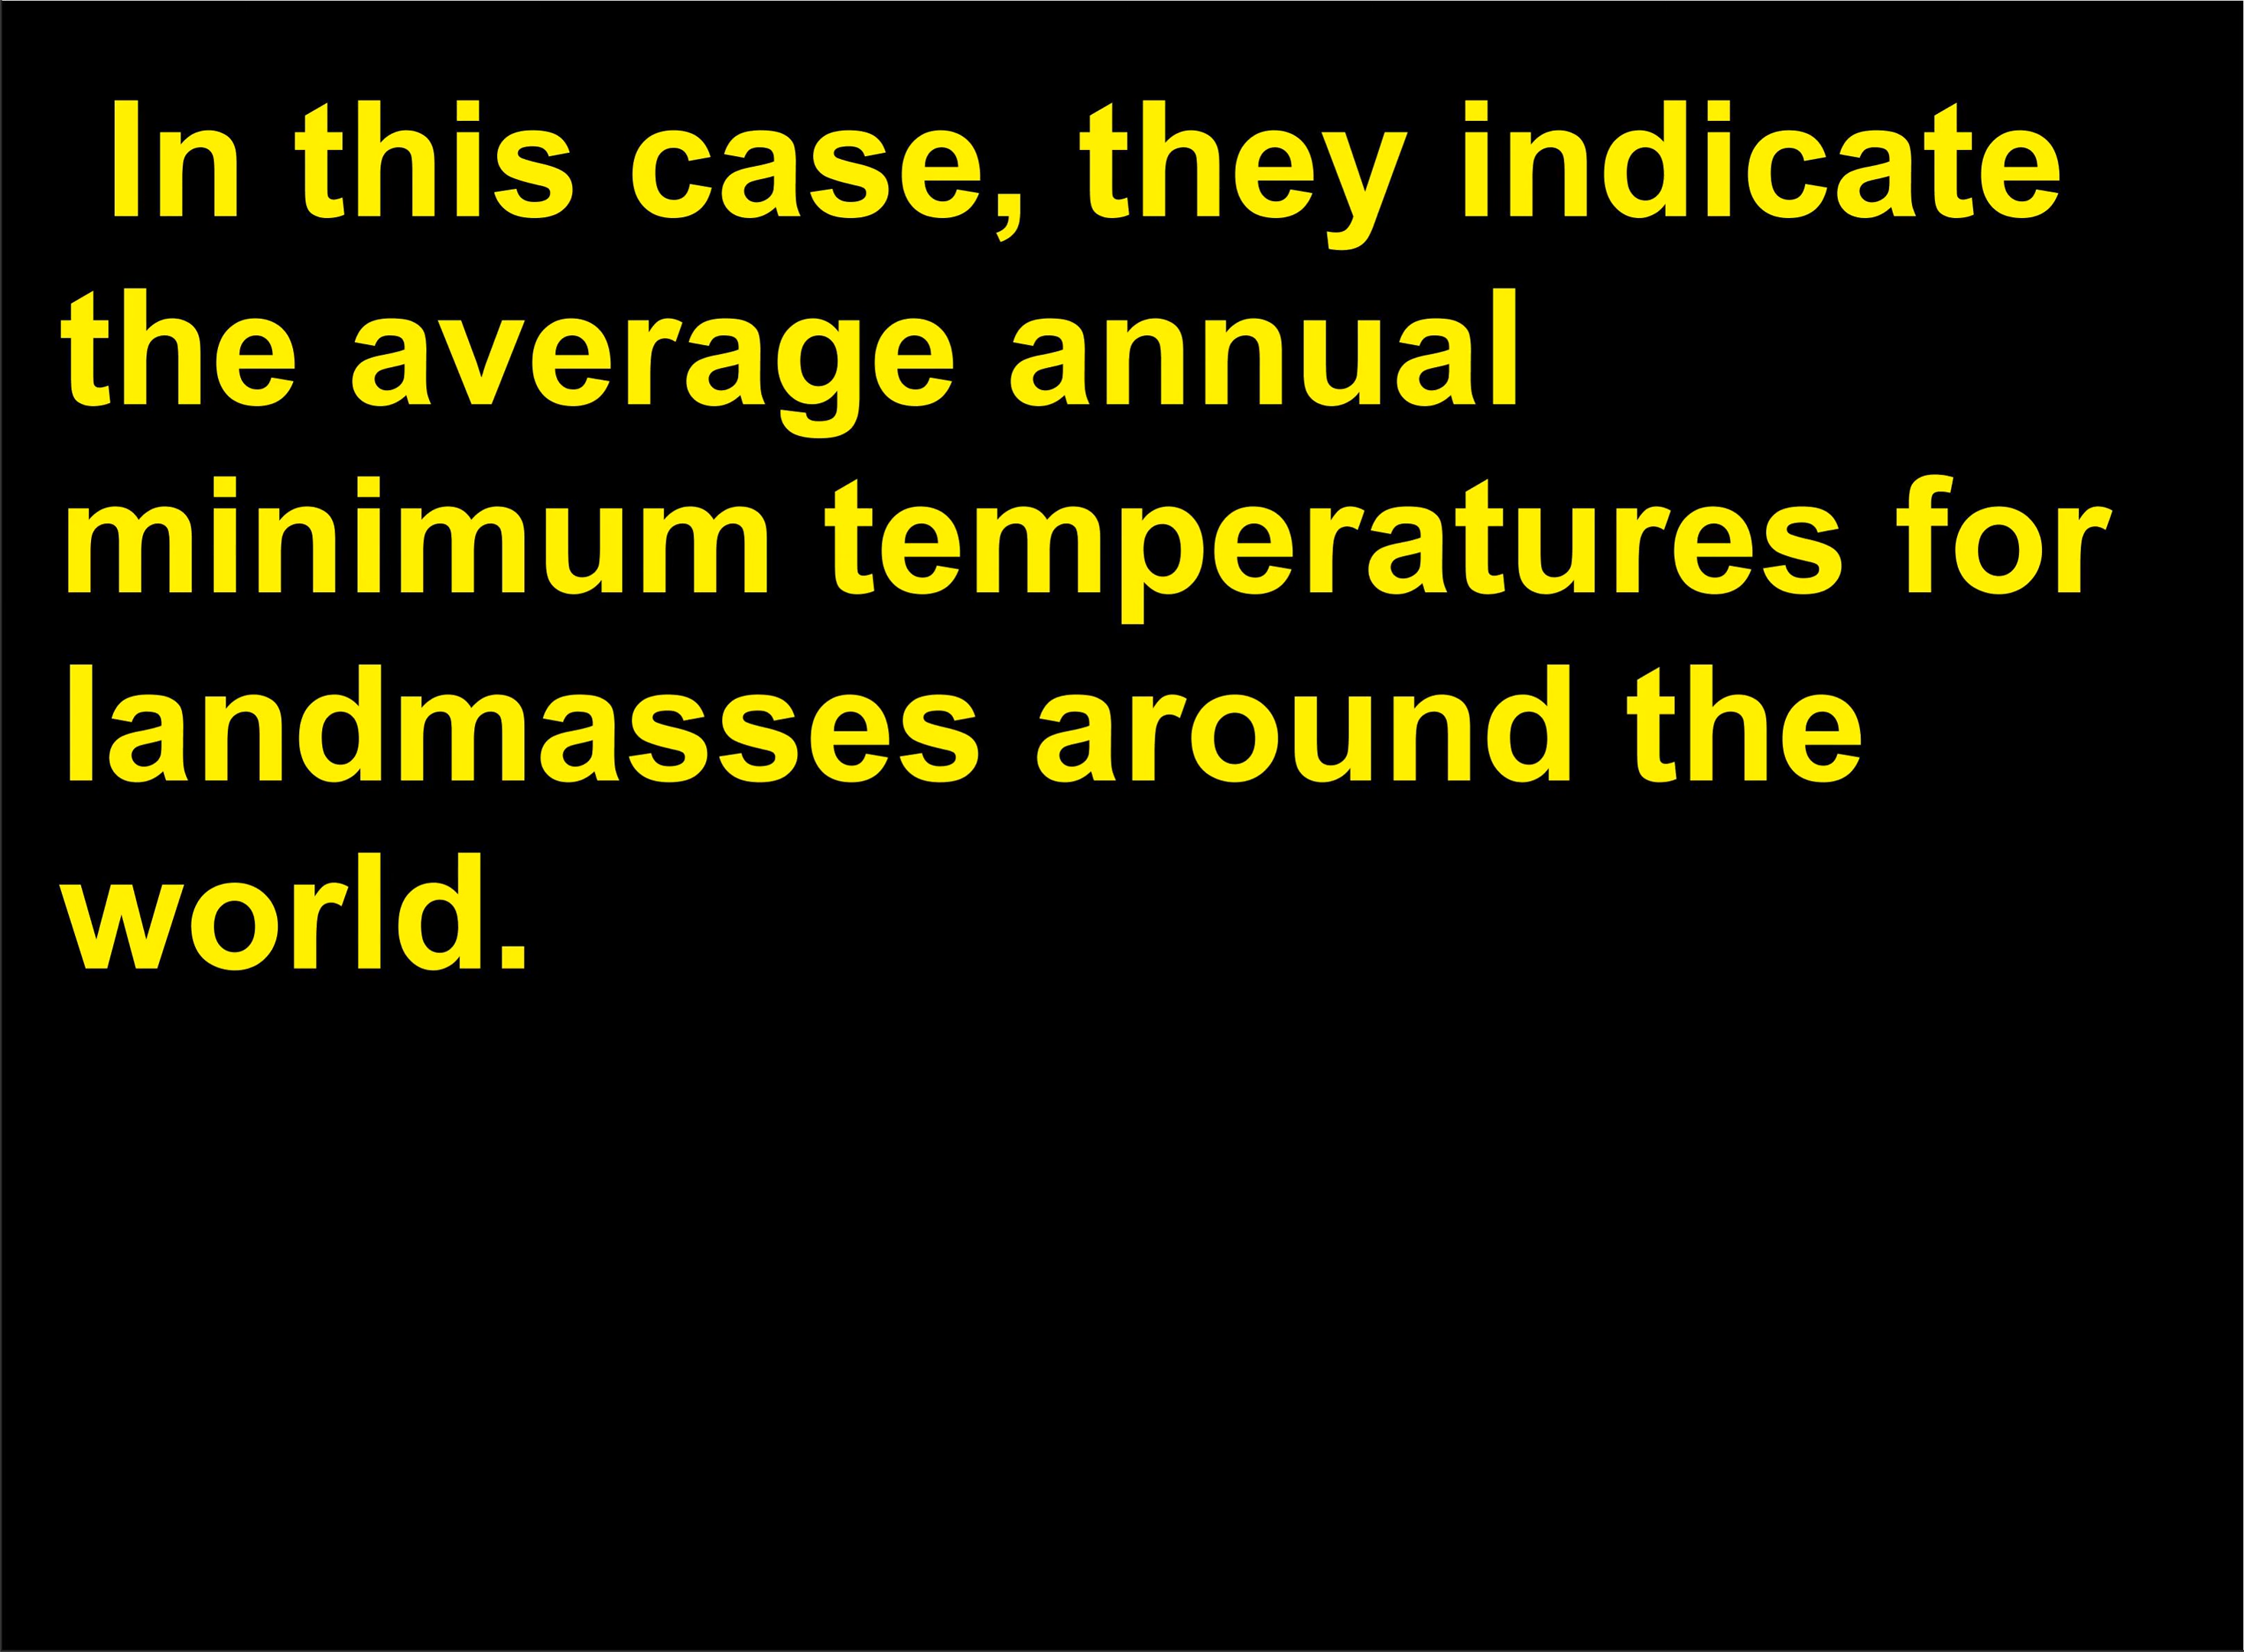 In this case, they indicate
the average annual
minimum temperatures for
landmasses around the
world.